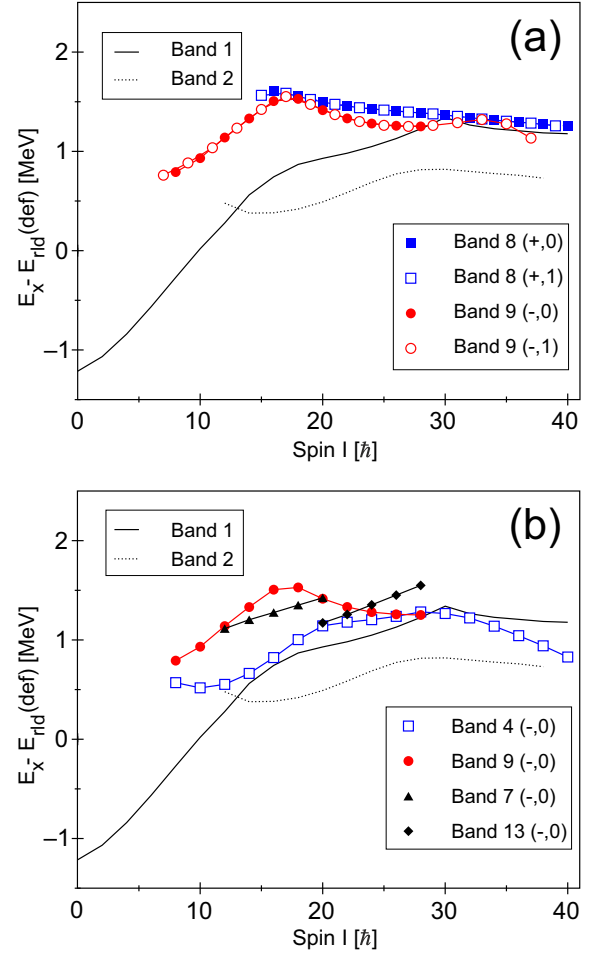 (a)
Band 1
Band 2
2
1
0
−1
E_x- E_rld(def) [MeV]
Band 8 (+,0)
Band 8 (+,1)
Band 9 (-,0)
Band 9 (-,1)
0 10 20 30 40
Spin I [ħ]
(b)
Band 1
Band 2
2
1
0
−1
E_x- E_rld(def) [MeV]
Band 4 (-,0)
Band 9 (-,0)
Band 7 (-,0)
Band 13 (-,0)
0 10 20 30 40
Spin I [ħ]